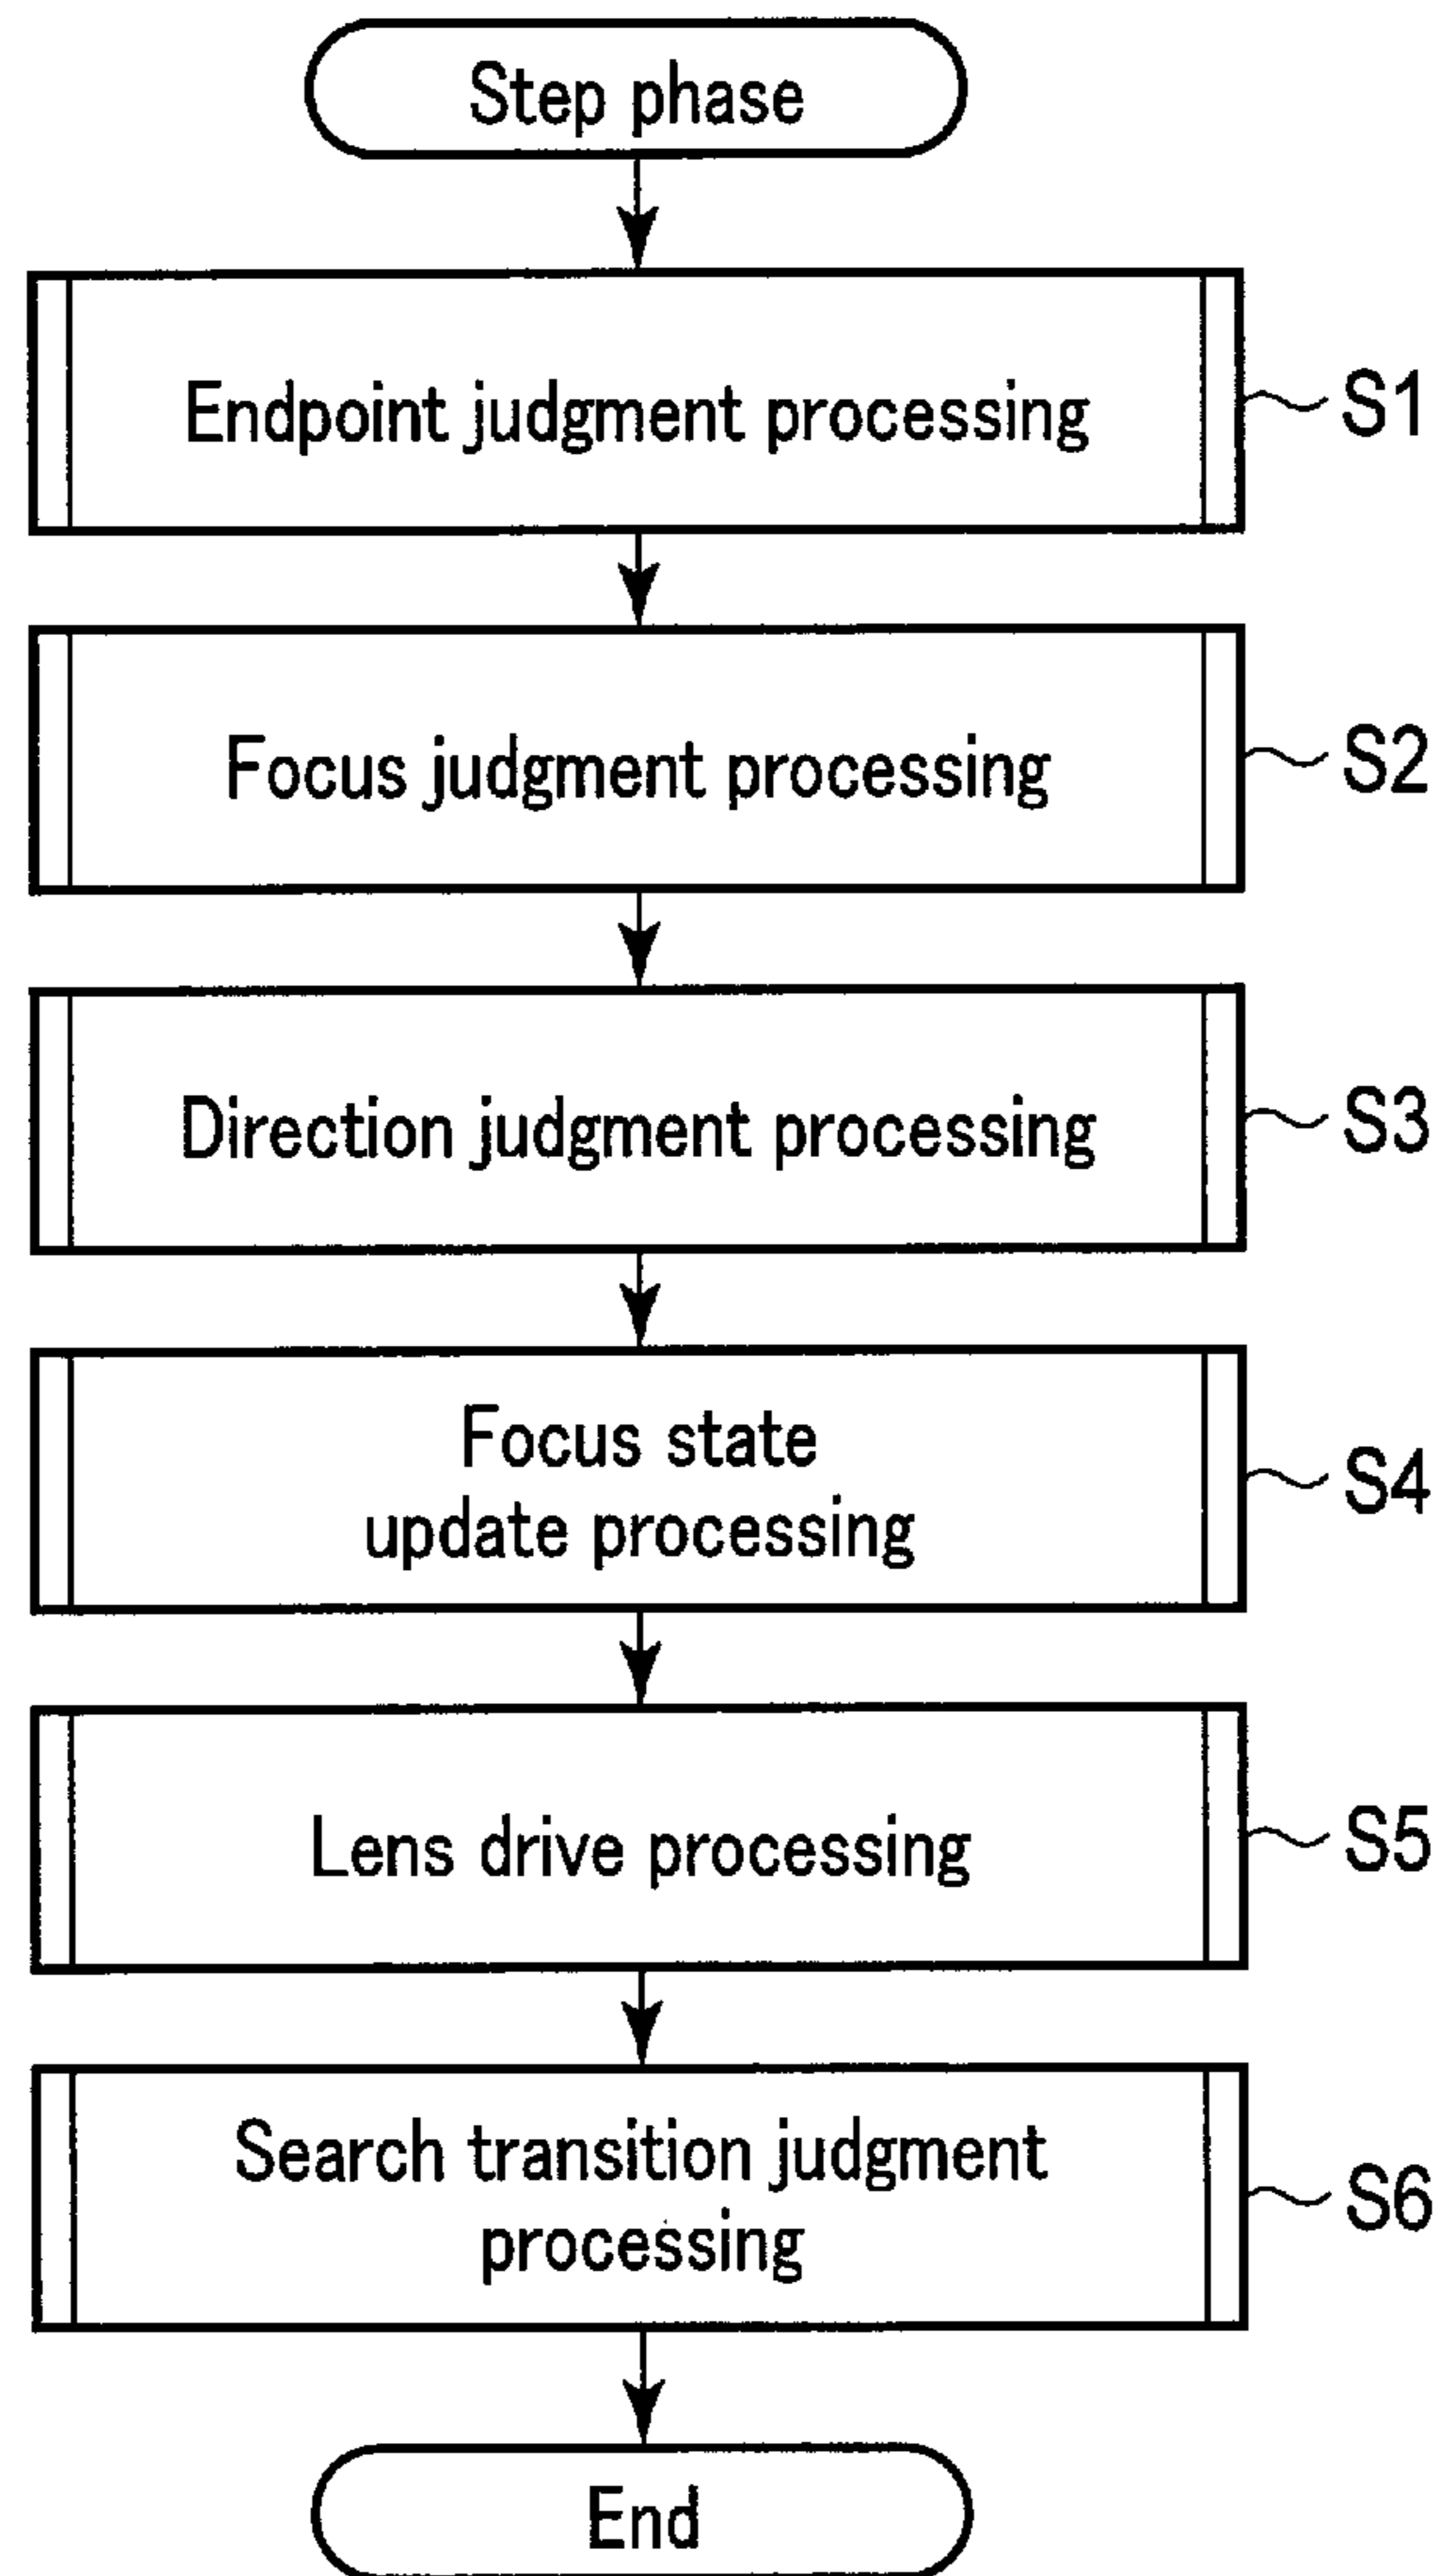 Step phase
Endpoint judgment processing
S1
Focus judgment processing
S2
Direction judgment processing
S3
Focus state
update processing
S4
Lens drive processing
S5
Search transition judgment
processing
S6
End